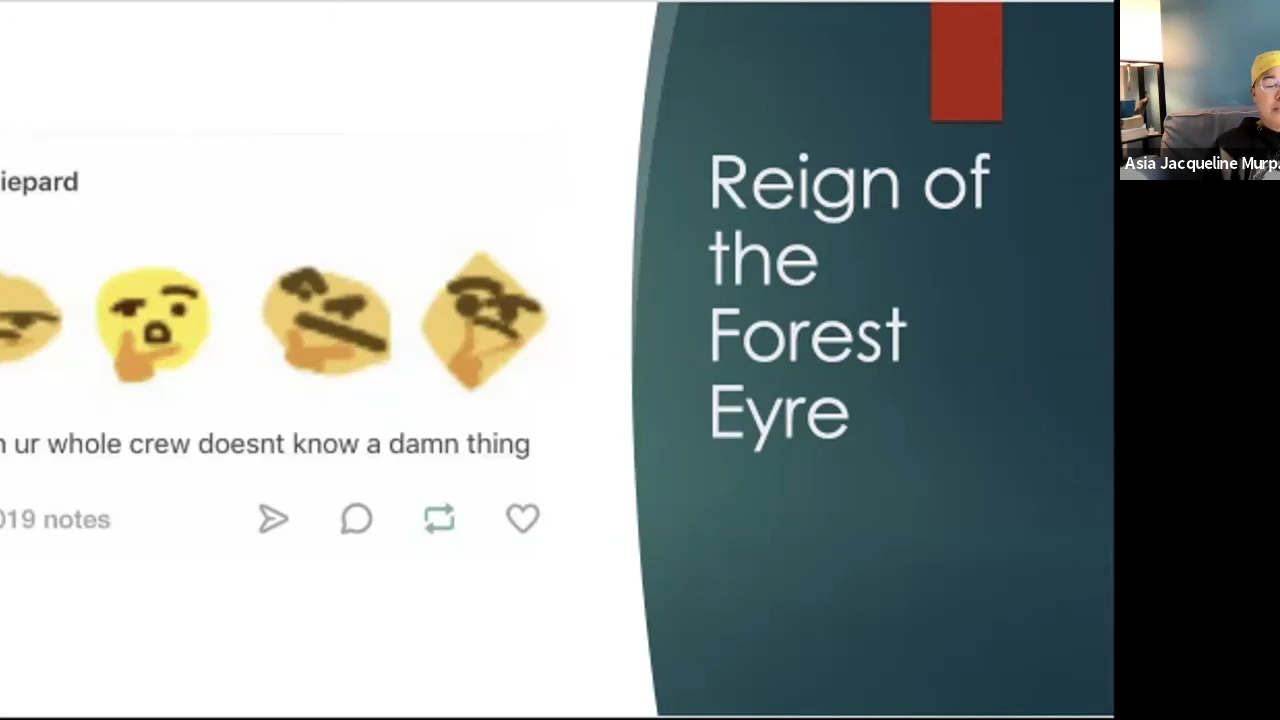 iepard
ur whole crew doesnt know a damn thing
019 notes
Reign of
the
Forest
Eyre
Asia Jacqueline Murp.